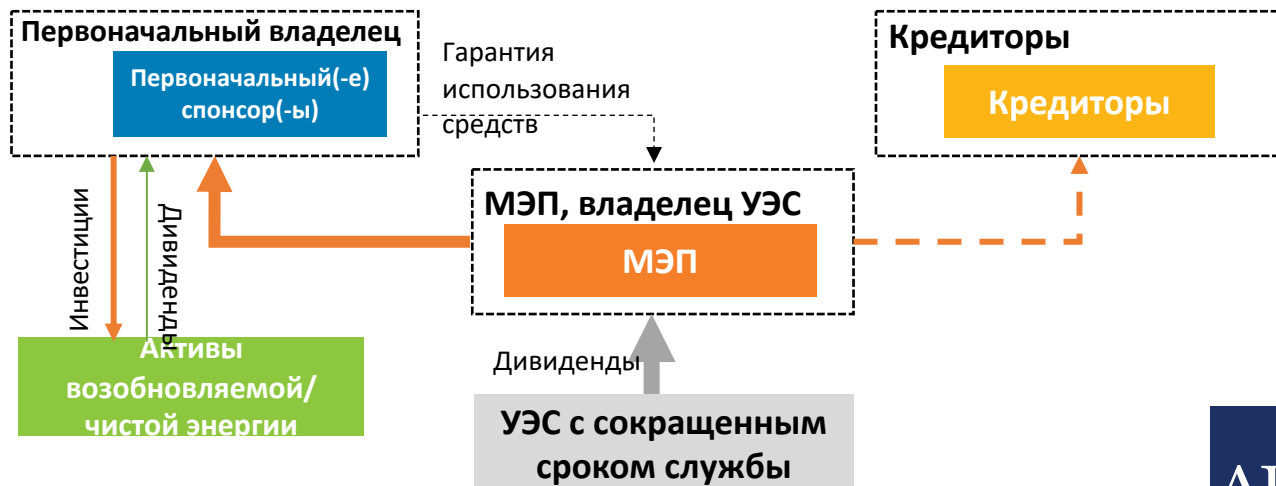 Первоначальный владелец
Первоначальный(-е)
спонсор(-ы)
Гарантия
использования
средств
Кредиторы
Кредиторы
МЭП, владелец УЭС
МЭП
Инвестиции
Дивиденды
Активы
возобновляемой/
чистой энергии
Дивиденды
УЭС с сокращенным
сроком службы